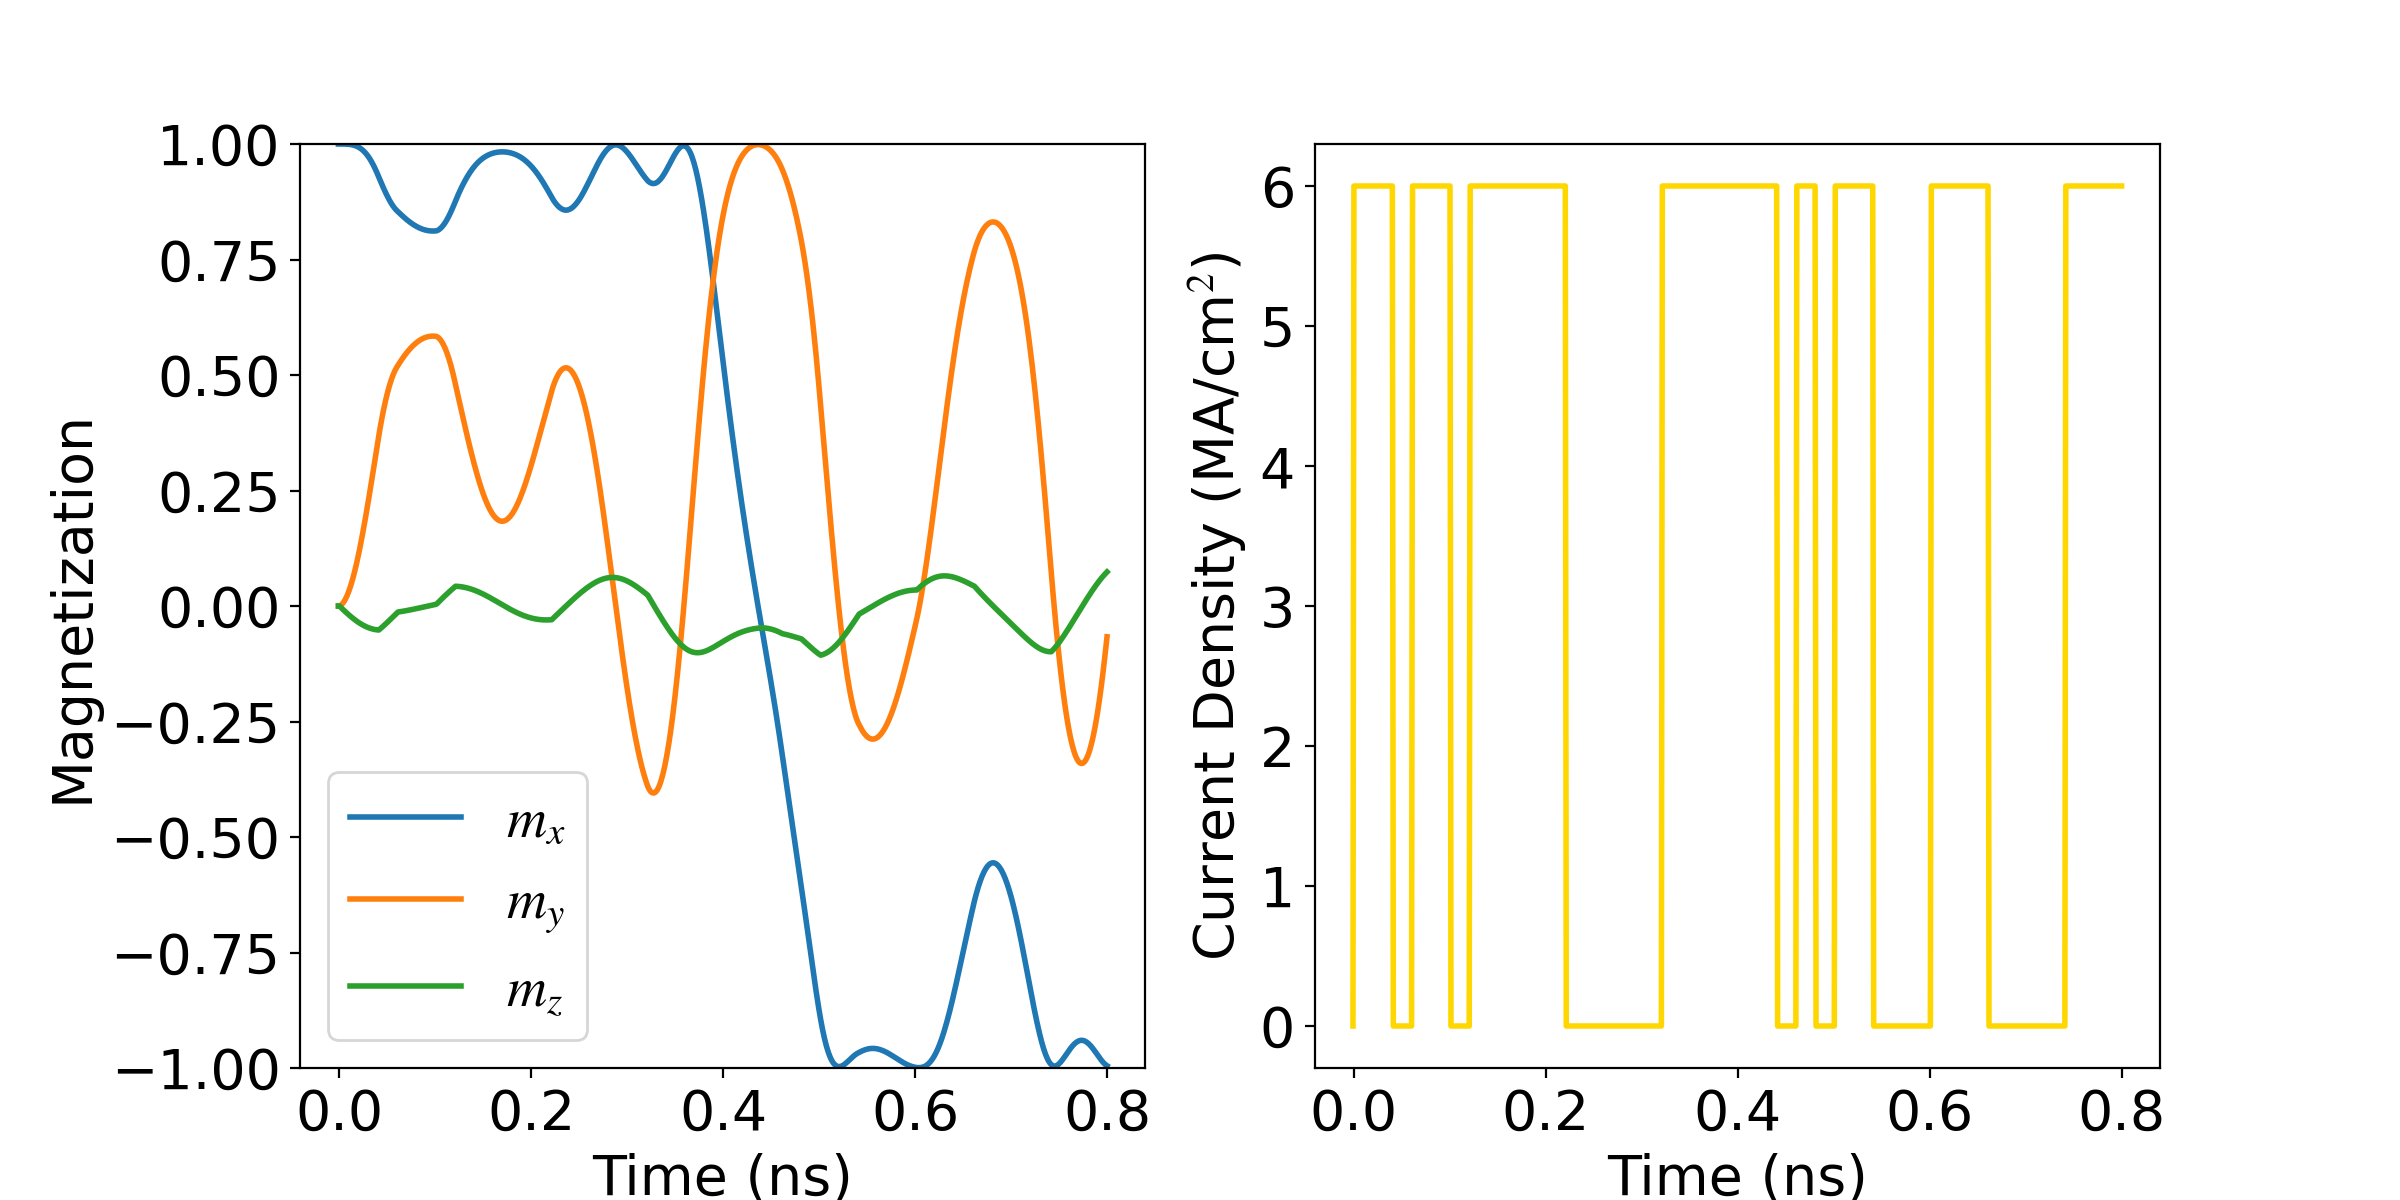 1.00
0.75
0.50
0.25
0.00
−0.25
−0.50
−0.75
−1.00
Magnetization
m_x
m_y
m_z
0.0 0.2 0.4 0.6 0.8
Time (ns)
6
5
4
3
2
1
0
Current Density (MA/cm²)
0.0 0.2 0.4 0.6 0.8
Time (ns)